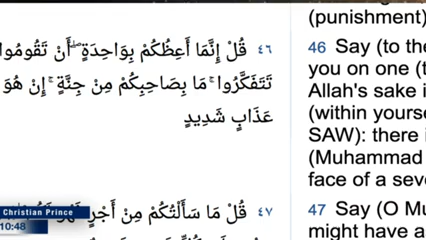 (punishment)
٤٦ قُلْ إِنَّمَا أَعِظُكُمْ بِوَاحِدَةٍ ۖ أَنْ تَقُومُوا
تَتَفَكَّرُوا ۚ مَا بِصَاحِبِكُمْ مِنْ جِنَّةٍ ۚ إِنْ هُوَ
عَذَابٍ شَدِيدٍ
46 Say (to the
you on one (t
Allah's sake i
(within yourse
SAW): there i
(Muhammad
face of a seve
٤٧ قُلْ مَا سَأَلْتُكُمْ مِنْ أَجْرٍ
47 Say (O Mu
might have a
Christian Prince
10:48